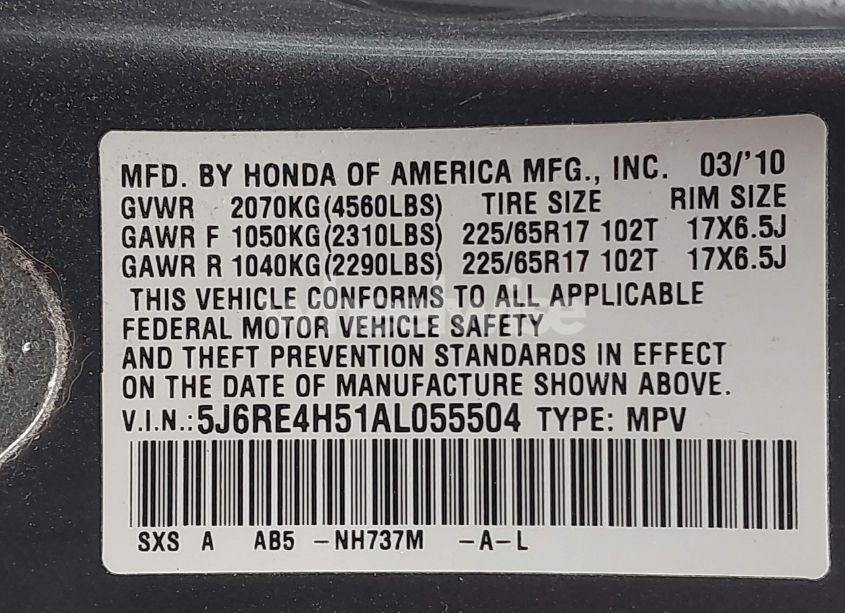 MFD. BY HONDA OF AMERICA MFG., INC. 03/'10
GVWR 2070KG(4560LBS) TIRE SIZE RIM SIZE
GAWR F 1050KG(2310LBS) 225/65R17 102T 17X6.5J
GAWR R 1040KG(2290LBS) 225/65R17 102T 17X6.5J
THIS VEHICLE CONFORMS TO ALL APPLICABLE
FEDERAL MOTOR VEHICLE SAFETY
AND THEFT PREVENTION STANDARDS IN EFFECT
ON THE DATE OF MANUFACTURE SHOWN ABOVE.
V.I.N.:5J6RE4H51AL055504 TYPE: MPV
SXS A AB5 -NH737M -A-L